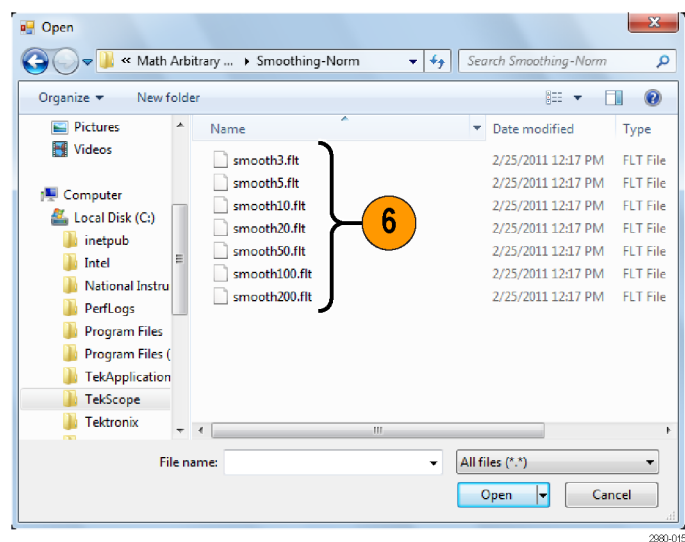 Open
« Math Arbitrary ... Smoothing-Norm
Search Smoothing-Norm
Organize
New folder
Pictures
Videos
Computer
Local Disk (C:)
inetpub
Intel
National Instru
PerfLogs
Program Files
Program Files (
TekApplication
TekScope
Tektronix
Name Date modified Type
smooth3.flt 2/25/2011 12:17 PM FLT File
smooth5.flt 2/25/2011 12:17 PM FLT File
smooth10.flt 2/25/2011 12:17 PM FLT File
smooth20.flt 2/25/2011 12:17 PM FLT File
smooth50.flt 2/25/2011 12:17 PM FLT File
smooth100.flt 2/25/2011 12:17 PM FLT File
smooth200.flt 2/25/2011 12:17 PM FLT File
6
File name:
All files (*.*)
Open
Cancel
2980-015